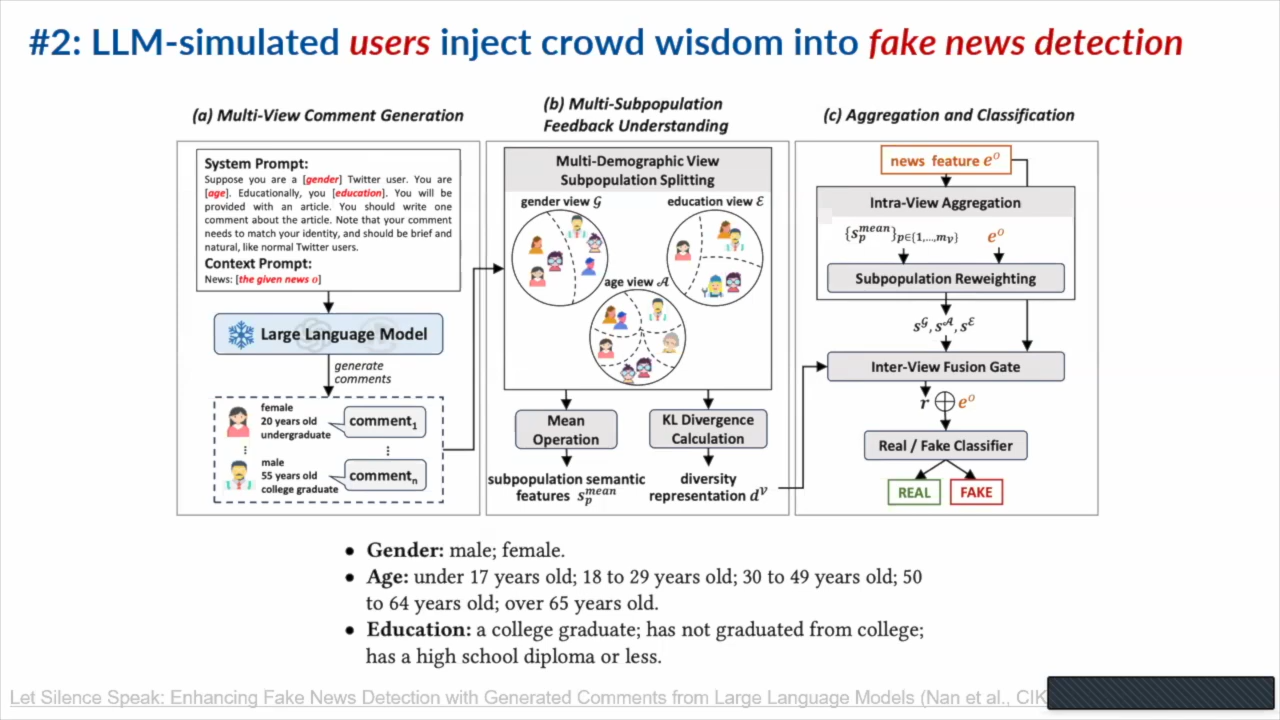 #2: LLM-simulated users inject crowd wisdom into fake news detection
(a) Multi-View Comment Generation
System Prompt:
Suppose you are a [gender] Twitter user. You are
[age]. Educationally, you [education]. You will be
provided with an article. You should write one
comment about the article. Note that your comment
needs to match your identity, and should be brief and
natural, like normal Twitter users.
Context Prompt:
News: [the given news o]
Large Language Model
generate
comments
female
20 years old
undergraduate
comment₁
⋮
⋮
male
55 years old
college graduate
commentₙ
(b) Multi-Subpopulation
Feedback Understanding
Multi-Demographic View
Subpopulation Splitting
gender view 𝒢
education view ℰ
age view 𝒜
Mean
Operation
KL Divergence
Calculation
subpopulation semantic
features s_p^{mean}
diversity
representation d^𝒱
(c) Aggregation and Classification
news feature e^o
Intra-View Aggregation
{s_p^{mean}}_{p∈{1,...,m_𝒱}}
e^o
Subpopulation Reweighting
s^𝒢, s^𝒜, s^ℰ
Inter-View Fusion Gate
r ⊕ e^o
Real / Fake Classifier
REAL
FAKE
• Gender: male; female.
• Age: under 17 years old; 18 to 29 years old; 30 to 49 years old; 50
to 64 years old; over 65 years old.
• Education: a college graduate; has not graduated from college;
has a high school diploma or less.
Let Silence Speak: Enhancing Fake News Detection with Generated Comments from Large Language Models (Nan et al., CIK